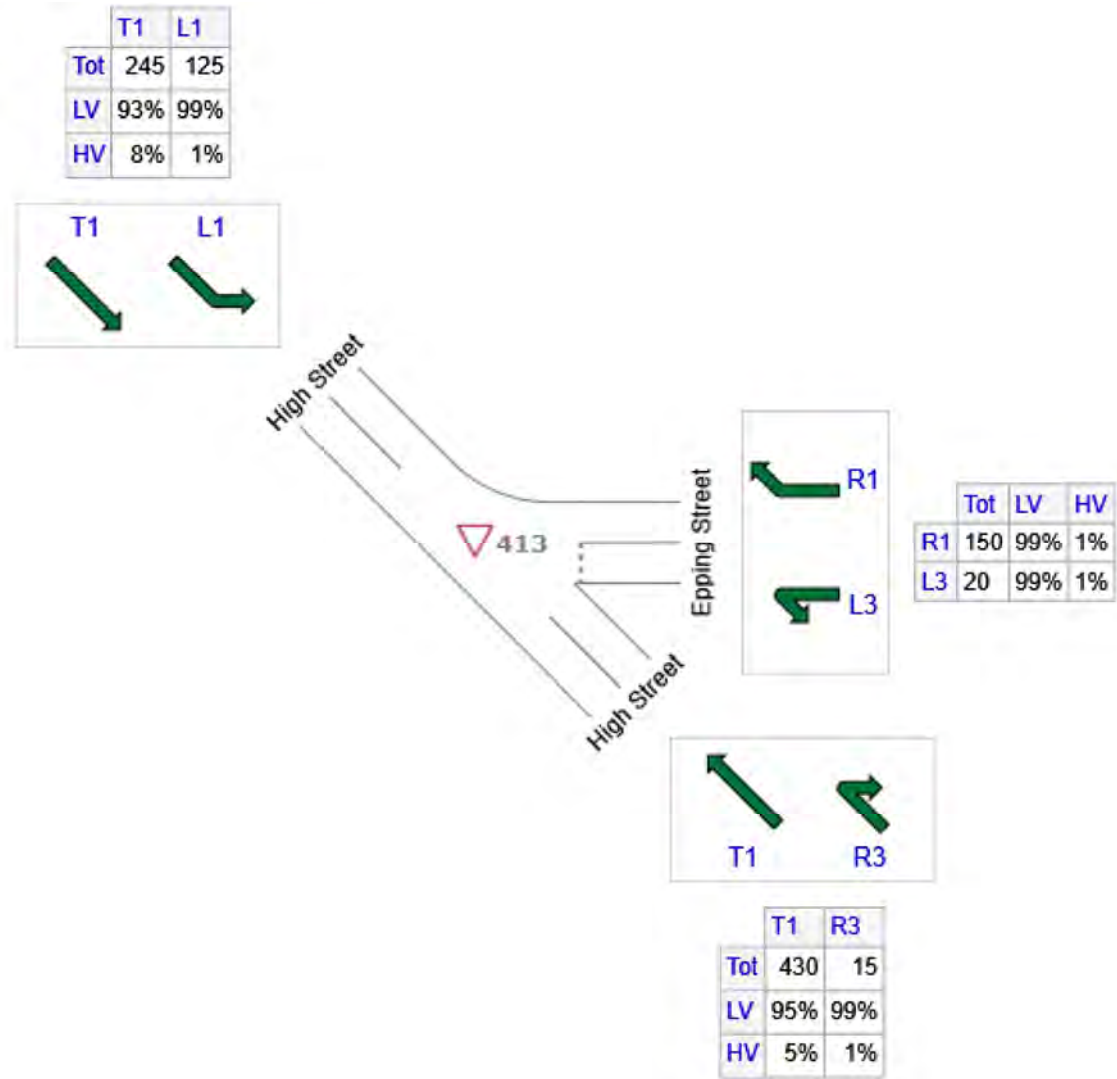 T1 L1
Tot 245 125
LV 93% 99%
HV 8% 1%
T1 L1
High Street
413
Epping Street
R1
L3
Tot LV HV
R1 150 99% 1%
L3 20 99% 1%
High Street
T1 R3
T1 R3
Tot 430 15
LV 95% 99%
HV 5% 1%